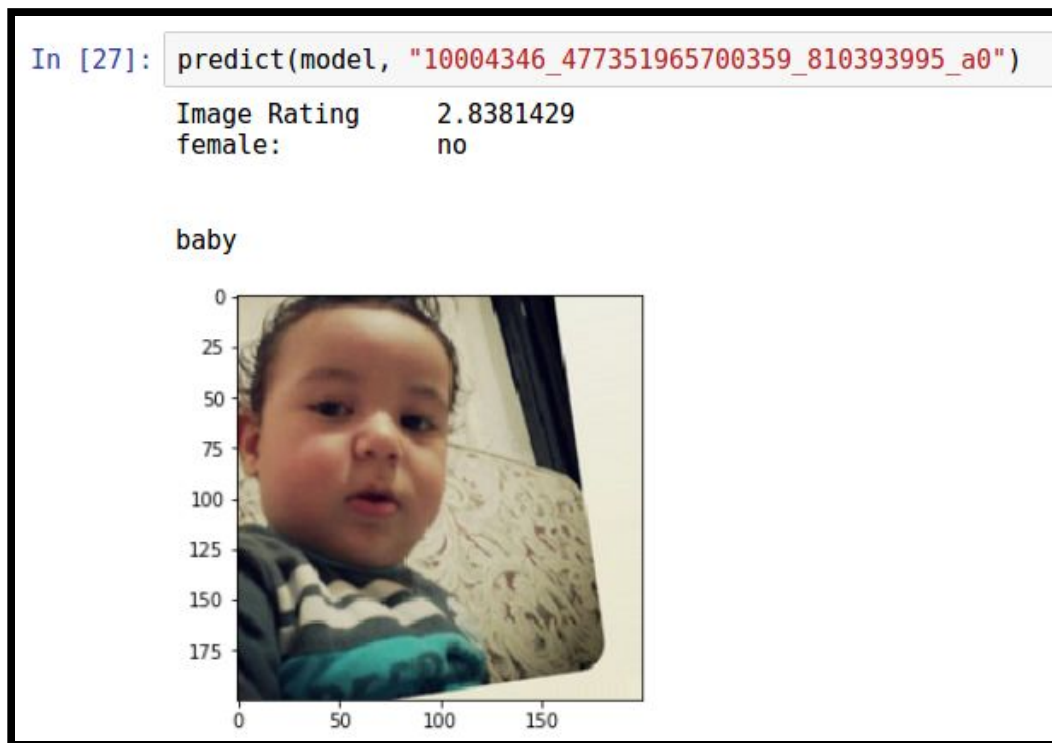 In [27]: predict(model, "10004346_477351965700359_810393995_a0")
Image Rating 2.8381429
female: no
baby
0
25
50
75
100
125
150
175
0 50 100 150